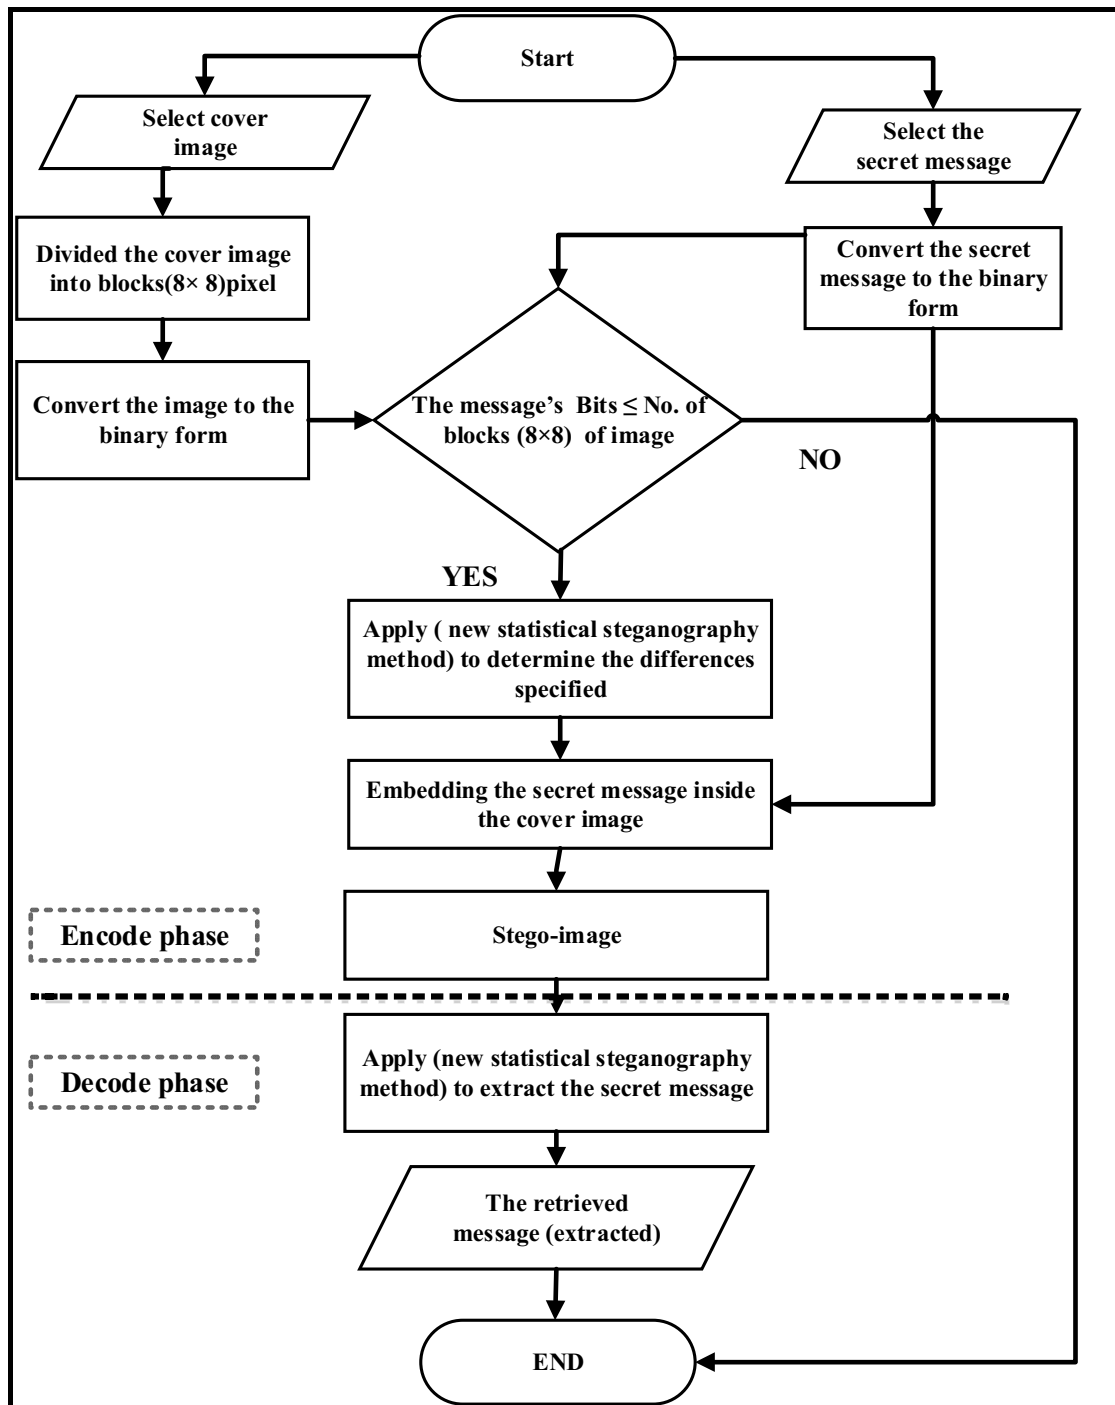 Start
Select cover
image
Select the
secret message
Divided the cover image
into blocks(8× 8)pixel
Convert the secret
message to the binary
form
Convert the image to the
binary form
The message's Bits ≤ No. of
blocks (8×8) of image
NO
YES
Apply ( new statistical steganography
method) to determine the differences
specified
Embedding the secret message inside
the cover image
Encode phase
Stego-image
Decode phase
Apply (new statistical steganography
method) to extract the secret message
The retrieved
message (extracted)
END